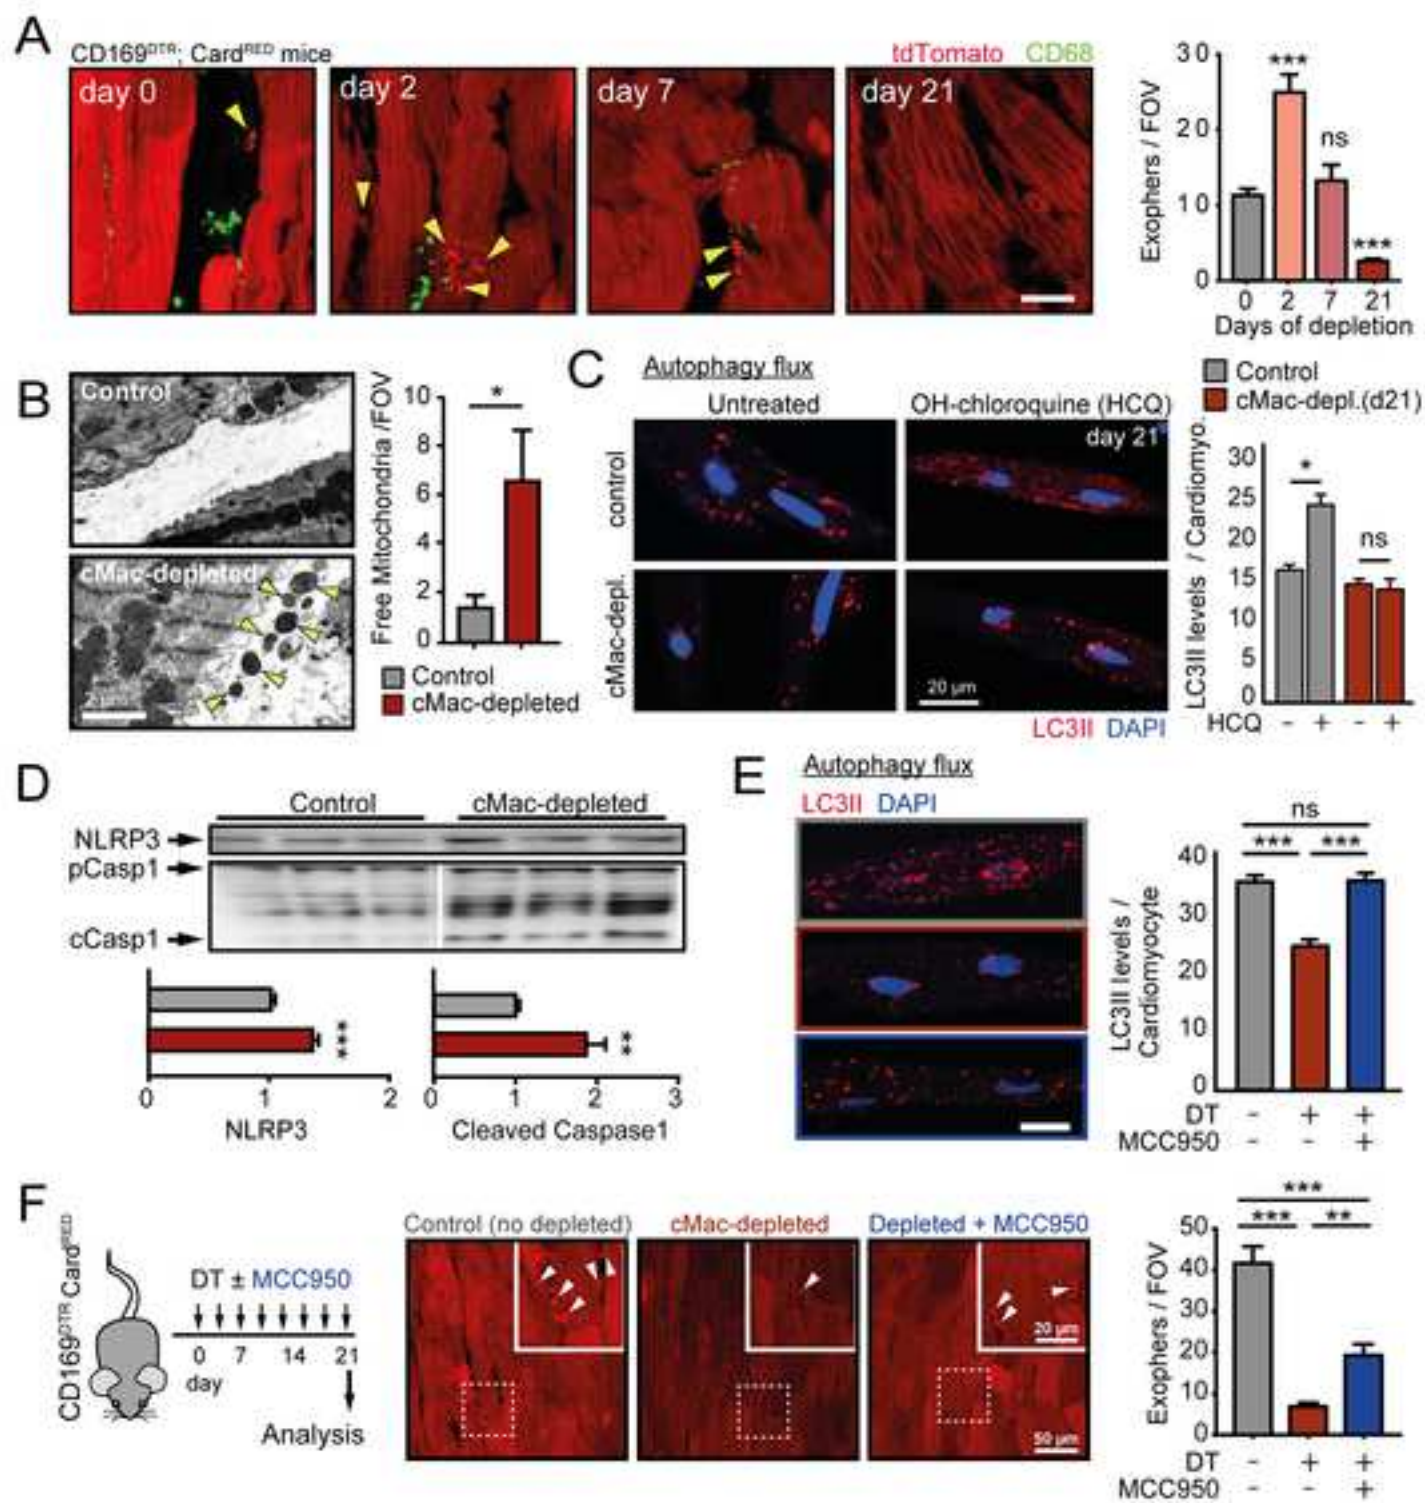 A
CD169DTR; CardRED mice
tdTomato CD68
day 0
day 2
day 7
day 21
Exophers / FOV
30
20
10
0
***
ns
***
0 2 7 21
Days of depletion
B
Control
cMac-depleted
2 µm
Free Mitochondria /FOV
10
8
6
4
2
0
*
Control
cMac-depleted
C
Autophagy flux
Untreated
OH-chloroquine (HCQ)
day 21
control
cMac-depl.
20 µm
LC3II DAPI
Control
cMac-depl.(d21)
LC3II levels / Cardiomyo.
30
25
20
15
10
5
0
*
ns
HCQ - + - +
D
Control
cMac-depleted
NLRP3
pCasp1
cCasp1
***
**
0 1 2
NLRP3
0 1 2 3
Cleaved Caspase1
E
Autophagy flux
LC3II DAPI
LC3II levels /
Cardiomyocyte
40
30
20
10
0
ns
*** ***
DT - + +
MCC950 - - +
F
CD169DTR CardRED
DT ± MCC950
0 7 14 21
day
Analysis
Control (no depleted)
cMac-depleted
Depleted + MCC950
20 µm
50 µm
Exophers / FOV
50
40
30
20
10
0
***
*** **
DT - + +
MCC950 - - +